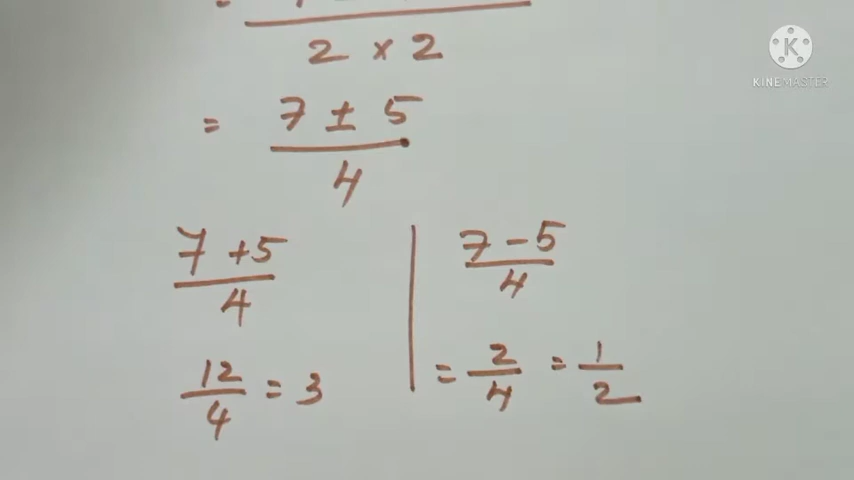 =
2 × 2
= 7 ± 5
4
7 + 5
4
12
4
= 3
7 - 5
4
= 2
4
= 1
2
K
KINEMASTER